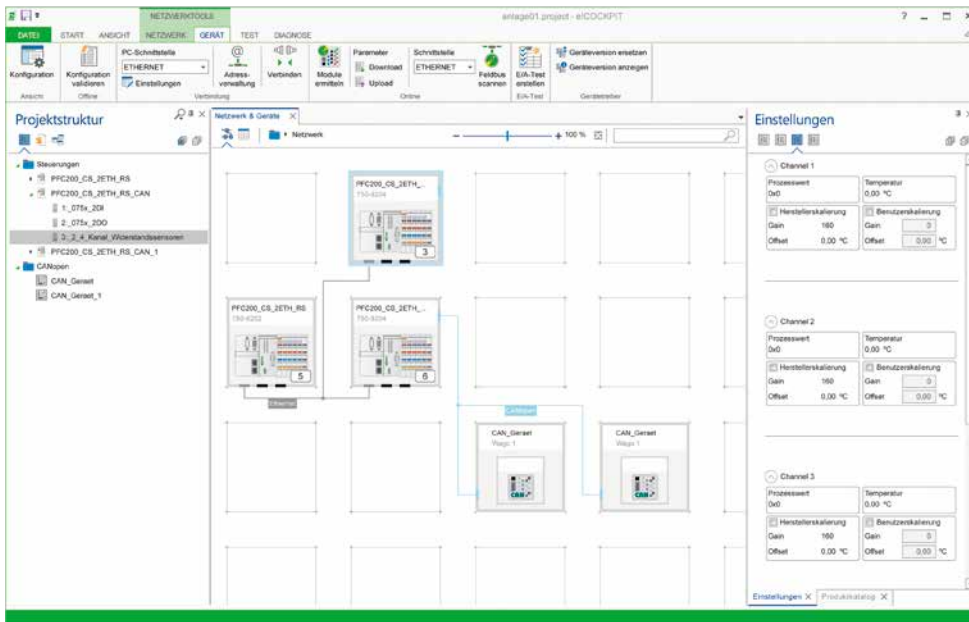 NETZWERKTOOLS
anlage01.project - e!COCKPIT
?
DATEI START ANSICHT NETZWERK GERÄT TEST DIAGNOSE
Konfiguration
Ansicht
Konfiguration validieren
Offline
PC-Schnittstelle
ETHERNET
Einstellungen
Adress-
verwaltung
Verbinden
Verbindung
Module
ermitteln
Parameter
Download
Upload
Schnittstelle
ETHERNET
Feldbus
scannen
Online
E/A-Test
erstellen
E/A-Test
Geräteversion ersetzen
Geräteversion anzeigen
Gerätetreiber
Projektstruktur
Steuerungen
PFC200_CS_2ETH_RS
PFC200_CS_2ETH_RS_CAN
1:_075x_2DI
2:_075x_2DO
3:_2_4_Kanal_Widerstandssensoren
PFC200_CS_2ETH_RS_CAN_1
CANopen
CAN_Geraet
CAN_Geraet_1
Netzwerk & Geräte
Netzwerk
100 %
PFC200_CS_2ETH_...
750-8204
3
PFC200_CS_2ETH_RS
750-8202
5
PFC200_CS_2ETH_...
750-8204
6
Ethernet
CANopen
CAN_Geraet
Wago 1
CAN
CAN_Geraet
Wago 1
CAN
Einstellungen
Channel 1
Prozesswert Temperatur
0x0 0,00 °C
Herstellerskalierung Benutzerskalierung
Gain 160 Gain 0
Offset 0,00 °C Offset 0,00 °C
Channel 2
Prozesswert Temperatur
0x0 0,00 °C
Herstellerskalierung Benutzerskalierung
Gain 160 Gain 0
Offset 0,00 °C Offset 0,00 °C
Channel 3
Prozesswert Temperatur
0x0 0,00 °C
Herstellerskalierung Benutzerskalierung
Gain 160 Gain 0
Offset 0,00 °C Offset 0,00 °C
Einstellungen Produktkatalog